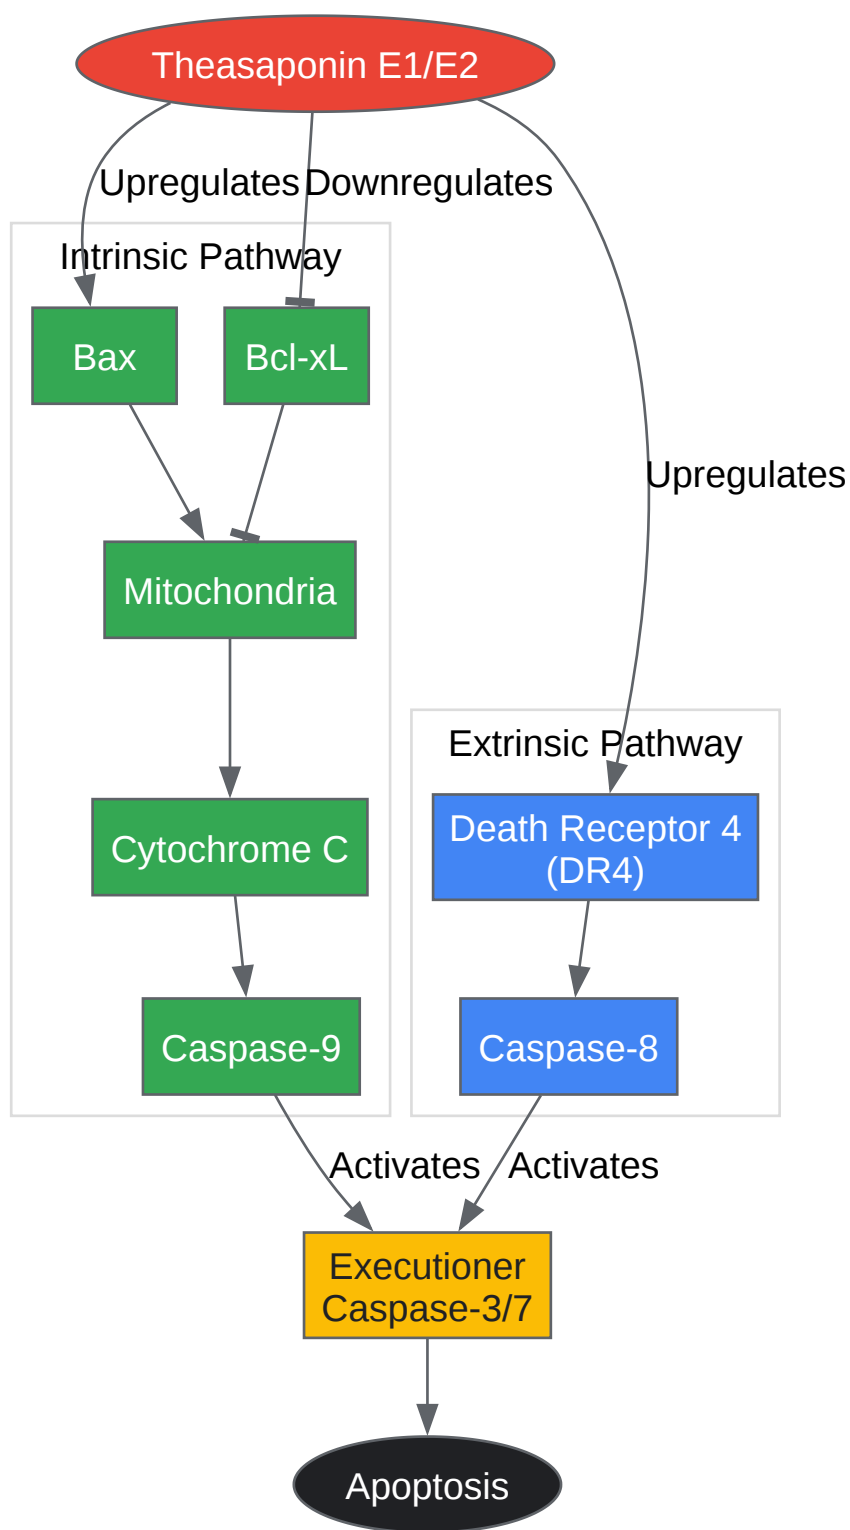 Theasaponin E1/E2
Upregulates
Downregulates
Intrinsic Pathway
Bax
Bcl-xL
Upregulates
Mitochondria
Extrinsic Pathway
Death Receptor 4
(DR4)
Cytochrome C
Caspase-9
Caspase-8
Activates
Activates
Executioner
Caspase-3/7
Apoptosis